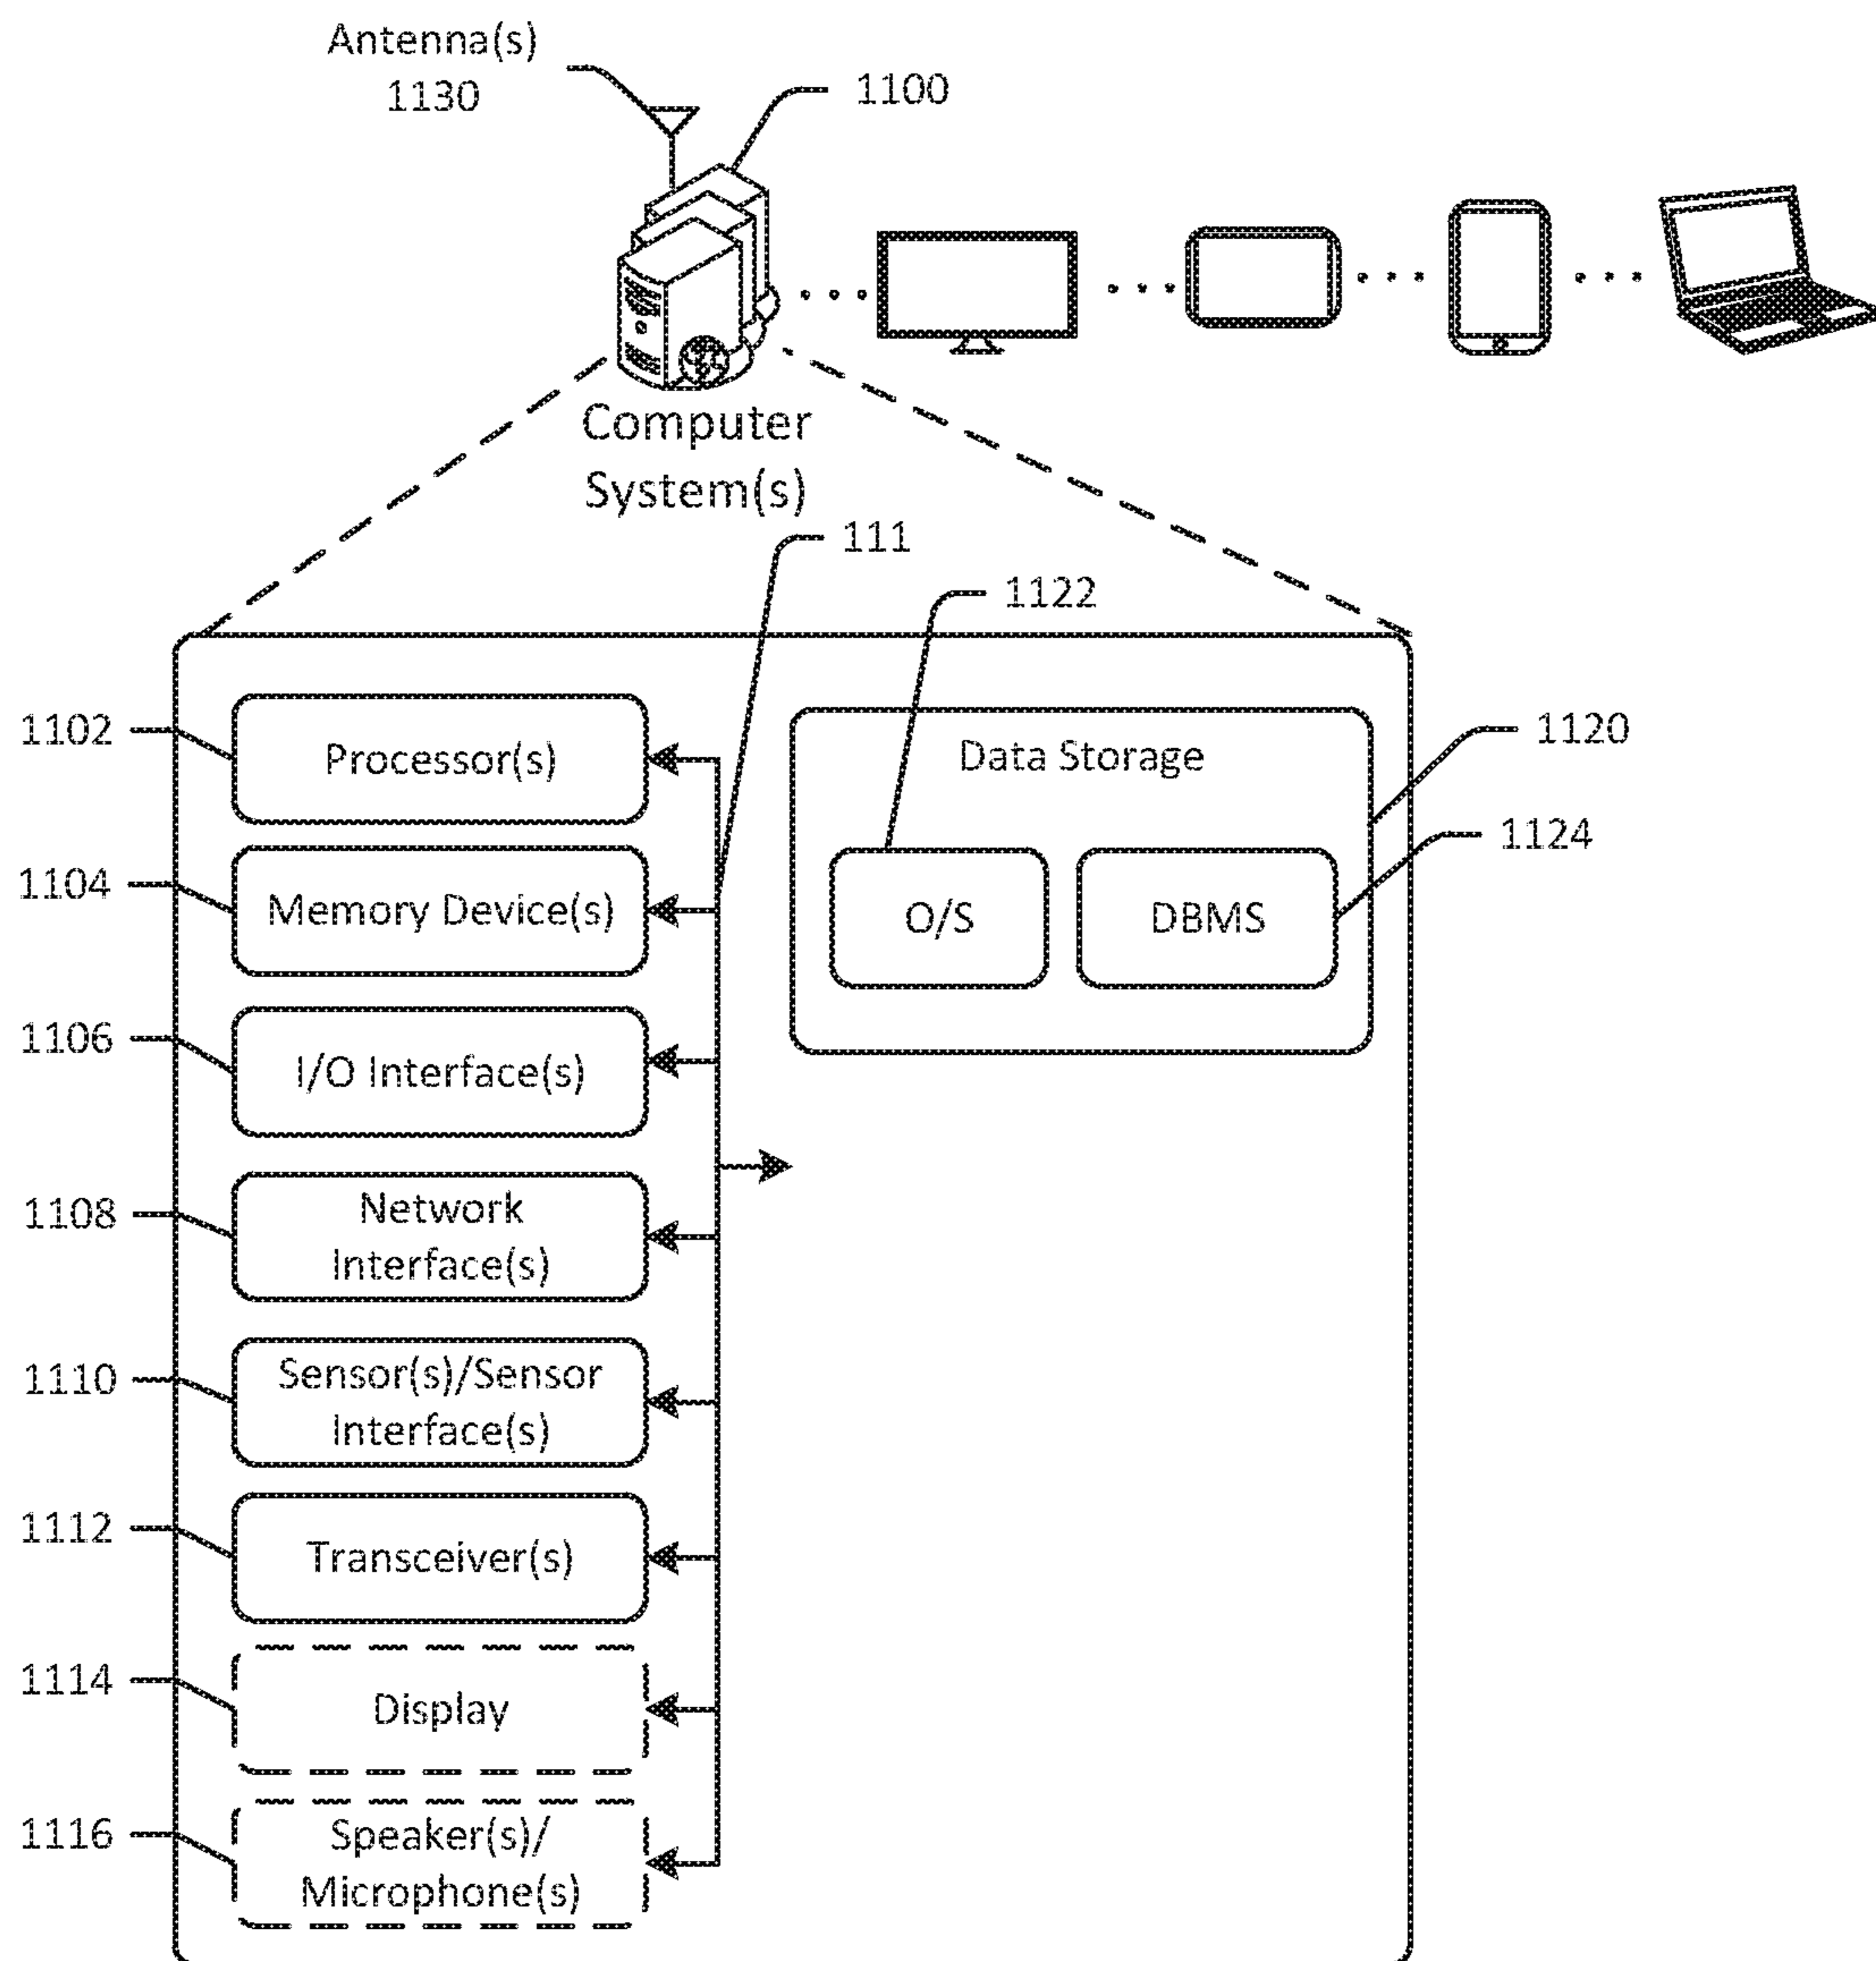 Antenna(s)
1130
1100
Computer
System(s)
111
1122
1102
Processor(s)
Data Storage
1120
1124
1104
Memory Device(s)
O/S
DBMS
1106
I/O Interface(s)
1108
Network
Interface(s)
1110
Sensor(s)/Sensor
Interface(s)
1112
Transceiver(s)
1114
Display
1116
Speaker(s)/
Microphone(s)